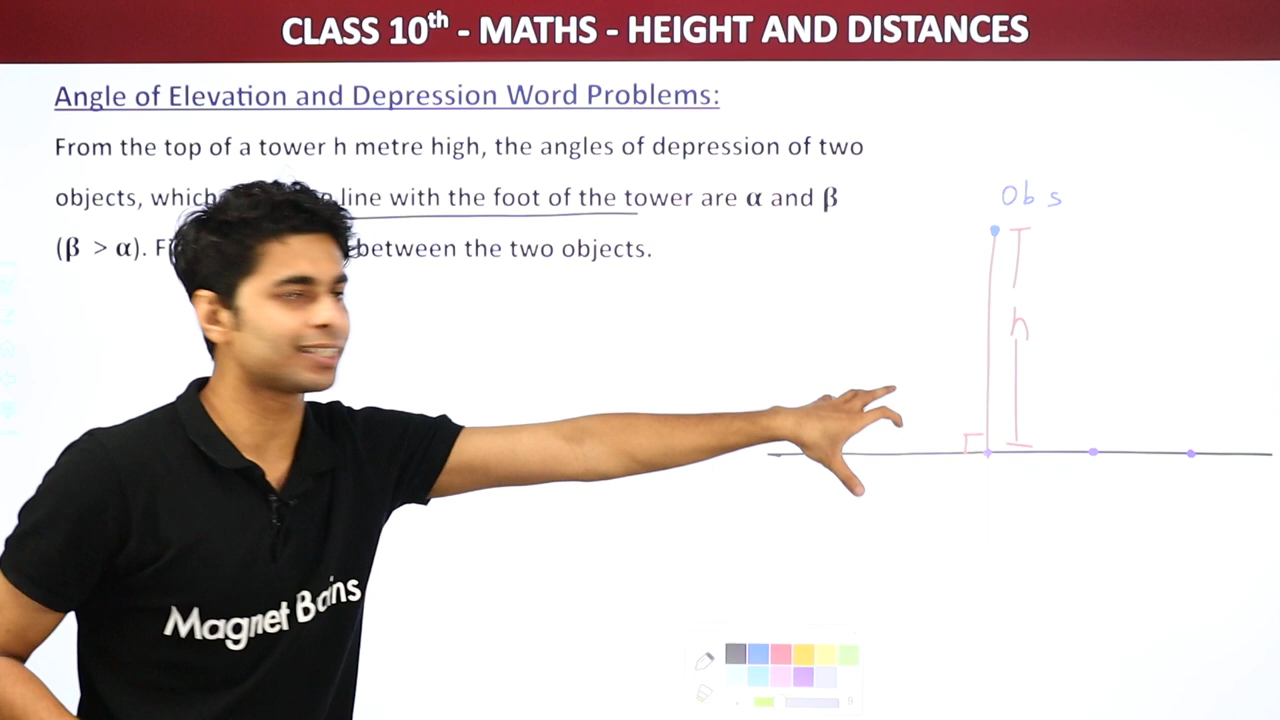 CLASS 10th - MATHS - HEIGHT AND DISTANCES
Angle of Elevation and Depression Word Problems:
From the top of a tower h metre high, the angles of depression of two
objects, which line with the foot of the tower are α and β
(β > α). between the two objects.
Obs
h
Magnet Brains
9